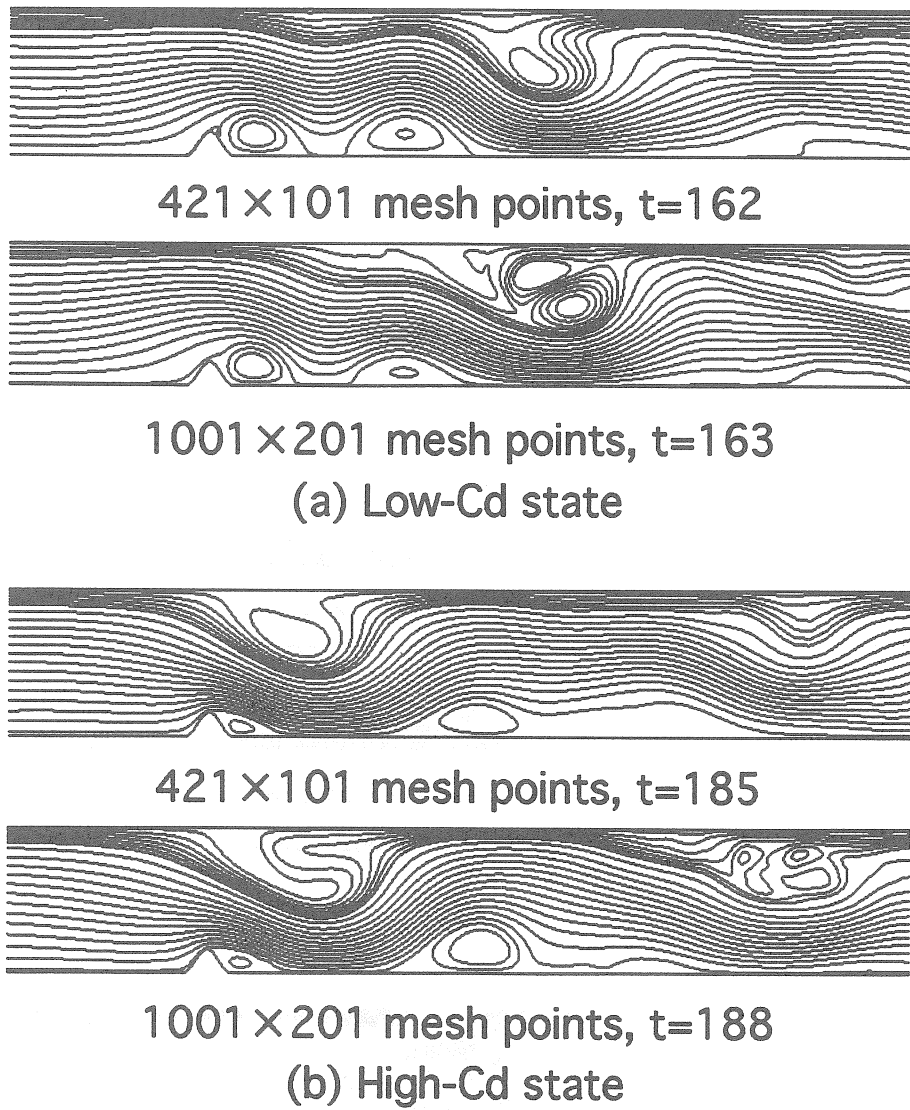 421×101 mesh points, t=162
1001×201 mesh points, t=163
(a) Low-Cd state
421×101 mesh points, t=185
1001×201 mesh points, t=188
(b) High-Cd state